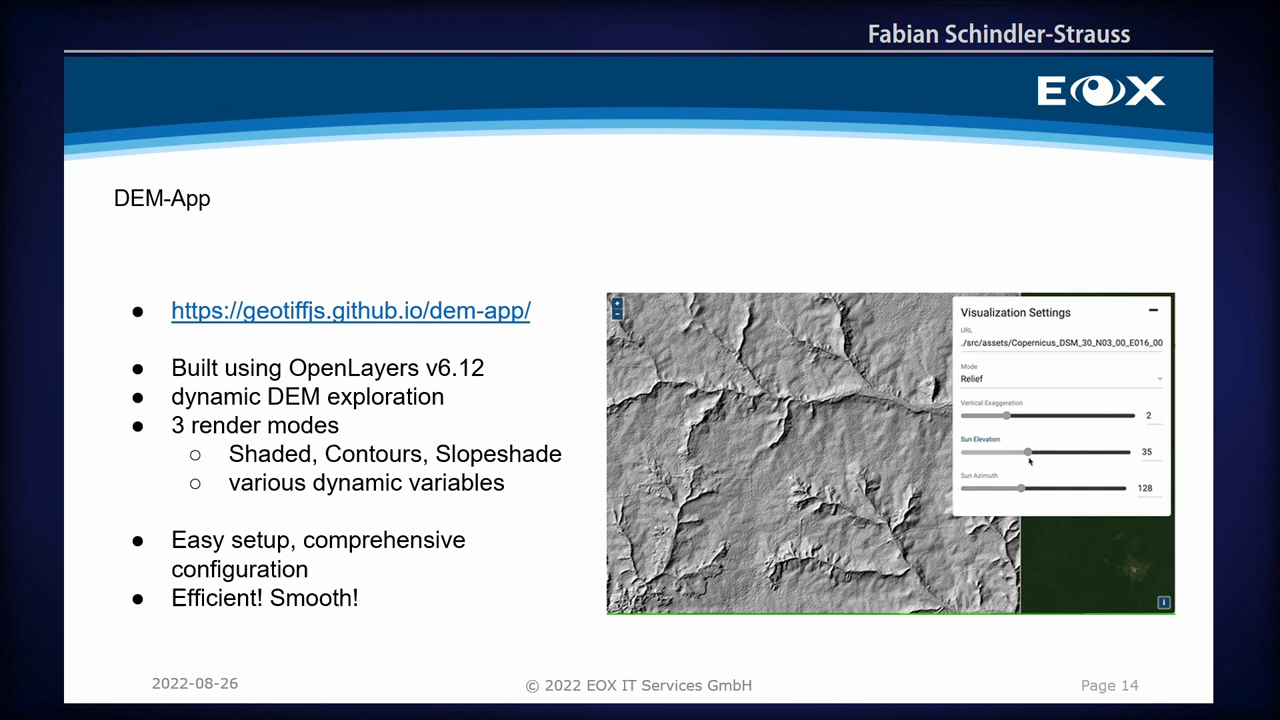 Fabian Schindler-Strauss
EOX
DEM-App
● https://geotiffjs.github.io/dem-app/
● Built using OpenLayers v6.12
● dynamic DEM exploration
● 3 render modes
○ Shaded, Contours, Slopeshade
○ various dynamic variables
● Easy setup, comprehensive
configuration
● Efficient! Smooth!
+
−
Visualization Settings
URL
./src/assets/Copernicus_DSM_30_N03_00_E016_00
Mode
Relief
Vertical Exaggeration
2
Sun Elevation
35
Sun Azimuth
128
i
2022-08-26
© 2022 EOX IT Services GmbH
Page 14